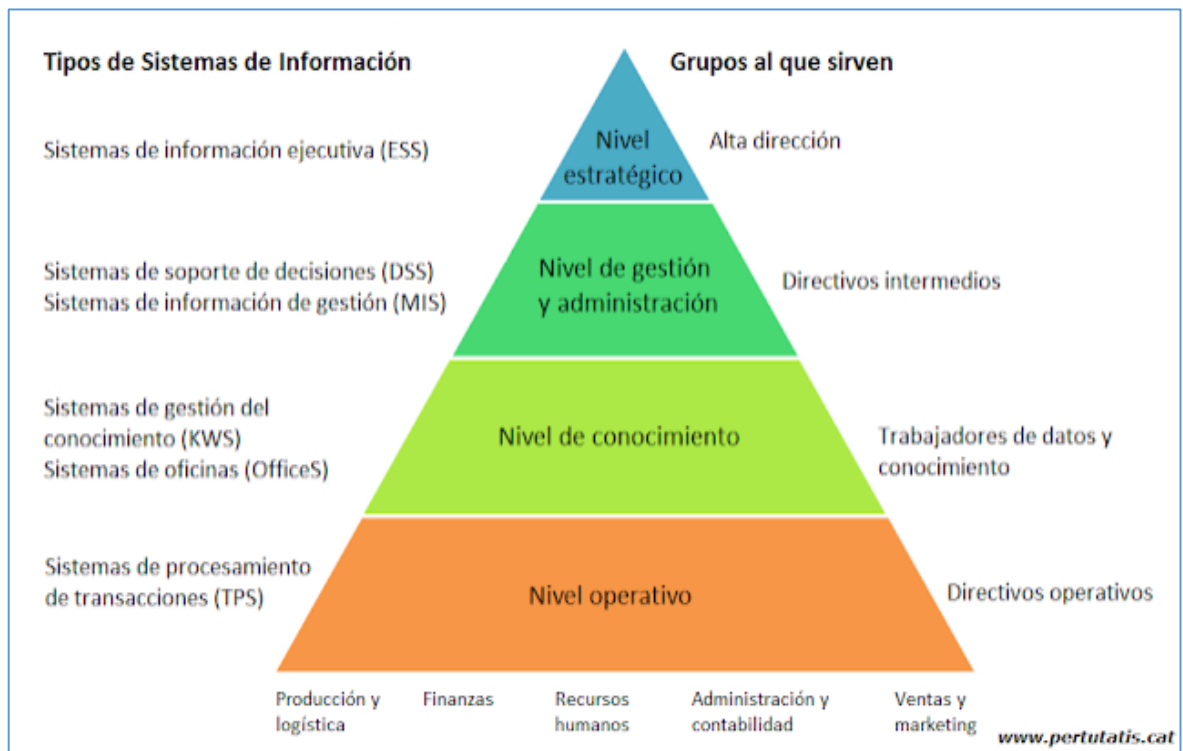 Tipos de Sistemas de Información
Grupos al que sirven
Sistemas de información ejecutiva (ESS)
Nivel
estratégico
Alta dirección
Sistemas de soporte de decisiones (DSS)
Sistemas de información de gestión (MIS)
Nivel de gestión
y administración
Directivos intermedios
Sistemas de gestión del
conocimiento (KWS)
Sistemas de oficinas (OfficeS)
Nivel de conocimiento
Trabajadores de datos y
conocimiento
Sistemas de procesamiento
de transacciones (TPS)
Nivel operativo
Directivos operativos
Producción y
logística
Finanzas
Recursos
humanos
Administración y
contabilidad
Ventas y
marketing
www.pertutatis.cat